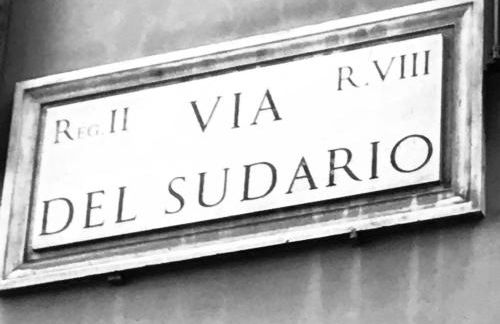 REG. II VIA R. VIII
DEL SUDARIO